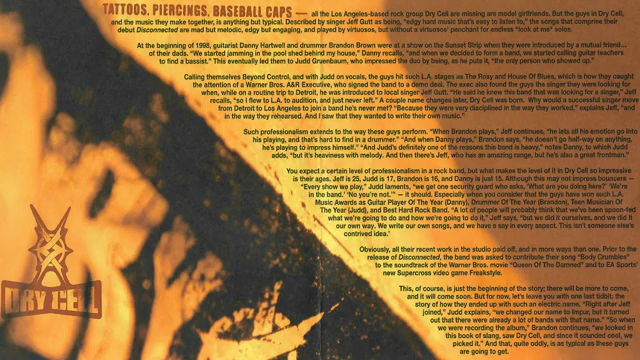 TATTOOS, PIERCINGS, BASEBALL CAPS — all the Los Angeles-based rock group Dry Cell are missing are model girlfriends. But the guys in Dry Cell,
and the music they make together, is anything but typical. Described by singer Jeff Gutt as being, "edgy hard music that's easy to listen to," the songs that comprise their
debut Disconnected are mad but melodic, edgy but engaging, and played by virtuosos, but without a virtuosos' penchant for endless "look at me" solos.
At the beginning of 1998, guitarist Danny Hartwell and drummer Brandon Brown were at a show on the Sunset Strip when they were introduced by a mutual friend...
of their dads. "We started jamming in the pool shed behind my house," Danny recalls, "and when we decided to form a band, we started calling guitar teachers
to find a bassist." This eventually led them to Judd Gruenbaum, who impressed the duo by being, as he puts it, "the only person who showed up."
Calling themselves Beyond Control, and with Judd on vocals, the guys hit such L.A. stages as The Roxy and House Of Blues, which is how they caught
the attention of a Warner Bros. A&R Executive, who signed the band to a demo deal. The exec also found the guys the singer they were looking for
when, while on a routine trip to Detroit, he was introduced to local singer Jeff Gutt. "He said he knew this band that was looking for a singer," Jeff
recalls, "so I flew to L.A. to audition, and just never left." A couple name changes later, Dry Cell was born. Why would a successful singer move
from Detroit to Los Angeles to join a band he's never met? "Because they were very disciplined in the way they worked," explains Jeff, "and
in the way they rehearsed. And I saw that they wanted to write their own music."
Such professionalism extends to the way these guys perform. "When Brandon plays," Jeff continues, "he lets all his emotion go into
his playing, and that's hard to find in a drummer." "And when Danny plays," Brandon says, "he doesn't go half-way on anything,
he's playing to impress himself." "And Judd's definitely one of the reasons this band is heavy," notes Danny, to which Judd
adds, "but it's heaviness with melody. And then there's Jeff, who has an amazing range, but he's also a great frontman."
You expect a certain level of professionalism in a rock band, but what makes the level of it in Dry Cell so impressive
is their ages. Jeff is 25, Judd is 17, Brandon is 16, and Danny is just 15. Although this may not impress bouncers –
"Every show we play," Judd laments, "we get one security guard who asks, 'What are you doing here?' 'We're
in the band.' 'No you're not.'" – it should. Especially when you consider that the guys have won such L.A.
Music Awards as Guitar Player Of The Year (Danny), Drummer Of The Year (Brandon), Teen Musician Of
The Year (Judd), and Best Hard Rock Band. "A lot of people will probably think that we've been spoon-fed
what we're going to do and how we're going to do it," Jeff says, "but we did it ourselves, and we did it
our own way. We write our own songs, and we have a say in every aspect. This isn't someone else's
contrived idea."
Obviously, all their recent work in the studio paid off, and in more ways than one. Prior to the
release of Disconnected, the band was asked to contribute their song "Body Crumbles"
to the soundtrack of the Warner Bros. movie "Queen Of The Damned" and to EA Sports'
new Supercross video game Freekstyle.
This, of course, is just the beginning of the story; there will be more to come,
and it will come soon. But for now, let's leave you with one last tidbit: the
story of how they ended up with such an electric name. "Right after Jeff
joined," Judd explains, "we changed our name to Impur, but it turned
out that there were already a lot of bands with that name." "So when
we were recording the album," Brandon continues, "we looked in
this book of slang, saw Dry Cell, and since it sounded cool, we
picked it." And that, quite oddly, is as typical as these guys
are going to get.
DRY CELL